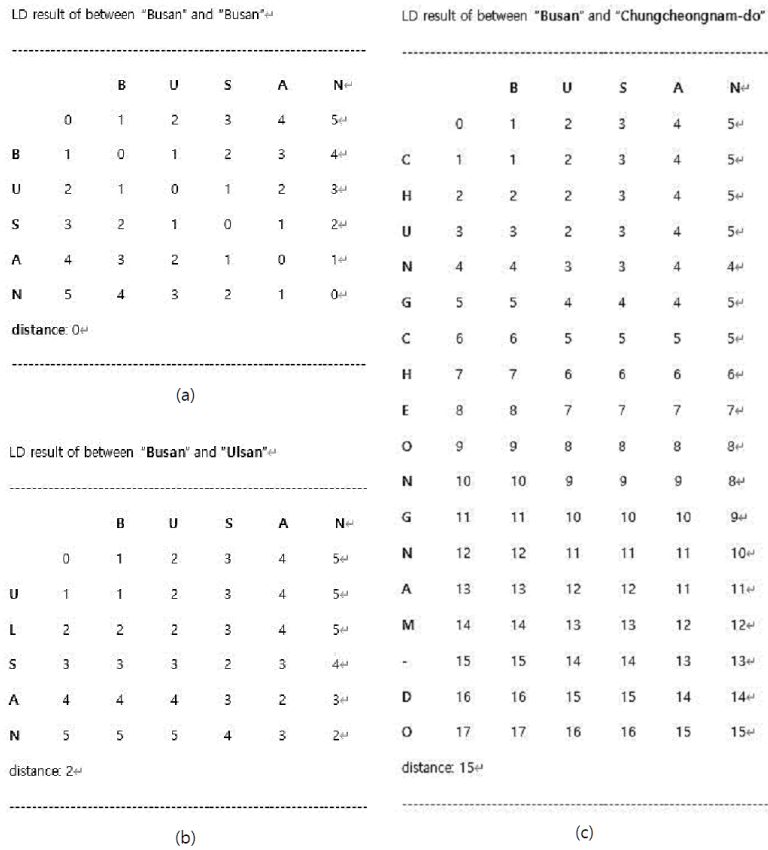 LD result of between "Busan" and "Busan"↵
--------------------------------------------------
B U S A N↵
0 1 2 3 4 5↵
B 1 0 1 2 3 4↵
U 2 1 0 1 2 3↵
S 3 2 1 0 1 2↵
A 4 3 2 1 0 1↵
N 5 4 3 2 1 0↵
distance: 0↵
--------------------------------------------------
(a)
LD result of between "Busan" and "Ulsan"↵
--------------------------------------------------
B U S A N↵
0 1 2 3 4 5↵
U 1 1 2 3 4 5↵
L 2 2 2 3 4 5↵
S 3 3 3 2 3 4↵
A 4 4 4 3 2 3↵
N 5 5 5 4 3 2↵
distance: 2↵
--------------------------------------------------
(b)
LD result of between "Busan" and "Chungcheongnam-do"
--------------------------------------------------
B U S A N↵
0 1 2 3 4 5↵
C 1 1 2 3 4 5↵
H 2 2 2 3 4 5↵
U 3 3 2 3 4 5↵
N 4 4 3 3 4 4↵
G 5 5 4 4 4 5↵
C 6 6 5 5 5 5↵
H 7 7 6 6 6 6↵
E 8 8 7 7 7 7↵
O 9 9 8 8 8 8↵
N 10 10 9 9 9 8↵
G 11 11 10 10 10 9↵
N 12 12 11 11 11 10↵
A 13 13 12 12 11 11↵
M 14 14 13 13 12 12↵
- 15 15 14 14 13 13↵
D 16 16 15 15 14 14↵
O 17 17 16 16 15 15↵
distance: 15↵
--------------------------------------------------
(c)